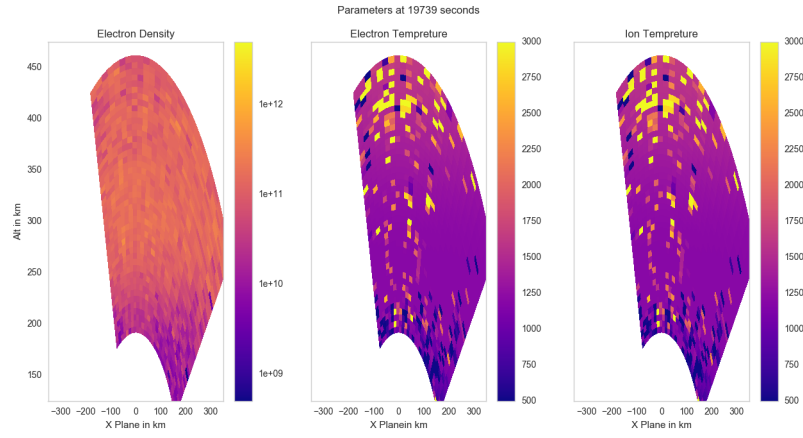 Parameters at 19739 seconds
Electron Density
Electron Tempreture
Ion Tempreture
450
400
350
300
250
200
150
Alt in km
-300 -200 -100 0 100 200 300
X Plane in km
1e+12
1e+11
1e+10
1e+09
-300 -200 -100 0 100 200 300
X Planein km
3000
2750
2500
2250
2000
1750
1500
1250
1000
750
500
-300 -200 -100 0 100 200 300
X Plane in km
3000
2750
2500
2250
2000
1750
1500
1250
1000
750
500